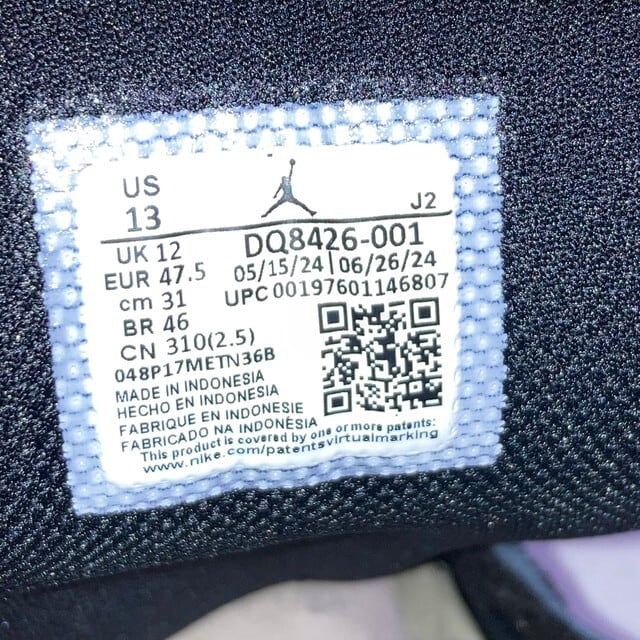 US
13
J2
UK 12
EUR 47.5
cm 31
BR 46
CN 310(2.5)
DQ8426-001
05/15/24|06/26/24
UPC 00197601146807
048P17METN36B
MADE IN INDONESIA
HECHO EN INDONESIA
FABRIQUE EN INDONESIE
FABRICADO NA INDONÈSIA
This product is covered by one or more patents:
www.nike.com/patentsvirtualmarking